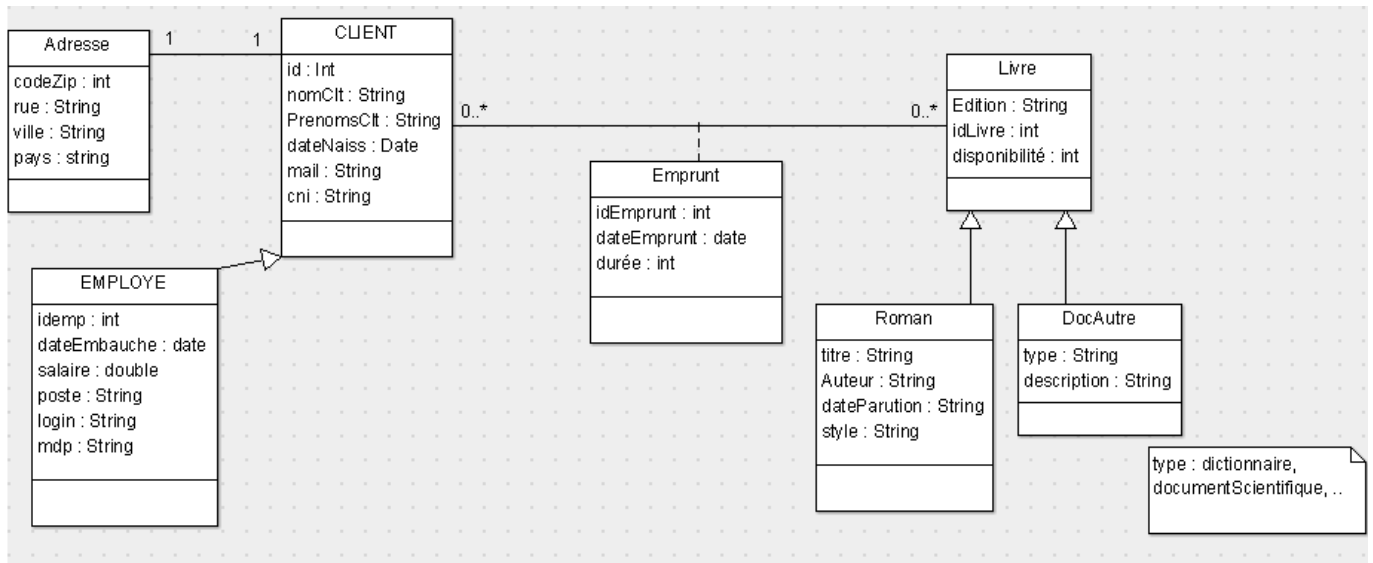 Adresse
codeZip : int
rue : String
ville : String
pays : string
1
1
CLIENT
id : Int
nomClt : String
PrenomsClt : String
dateNaiss : Date
mail : String
cni : String
0..*
0..*
Livre
Edition : String
idLivre : int
disponibilité : int
Emprunt
idEmprunt : int
dateEmprunt : date
durée : int
EMPLOYE
idemp : int
dateEmbauche : date
salaire : double
poste : String
login : String
mdp : String
Roman
titre : String
Auteur : String
dateParution : String
style : String
DocAutre
type : String
description : String
type : dictionnaire,
documentScientifique, ..